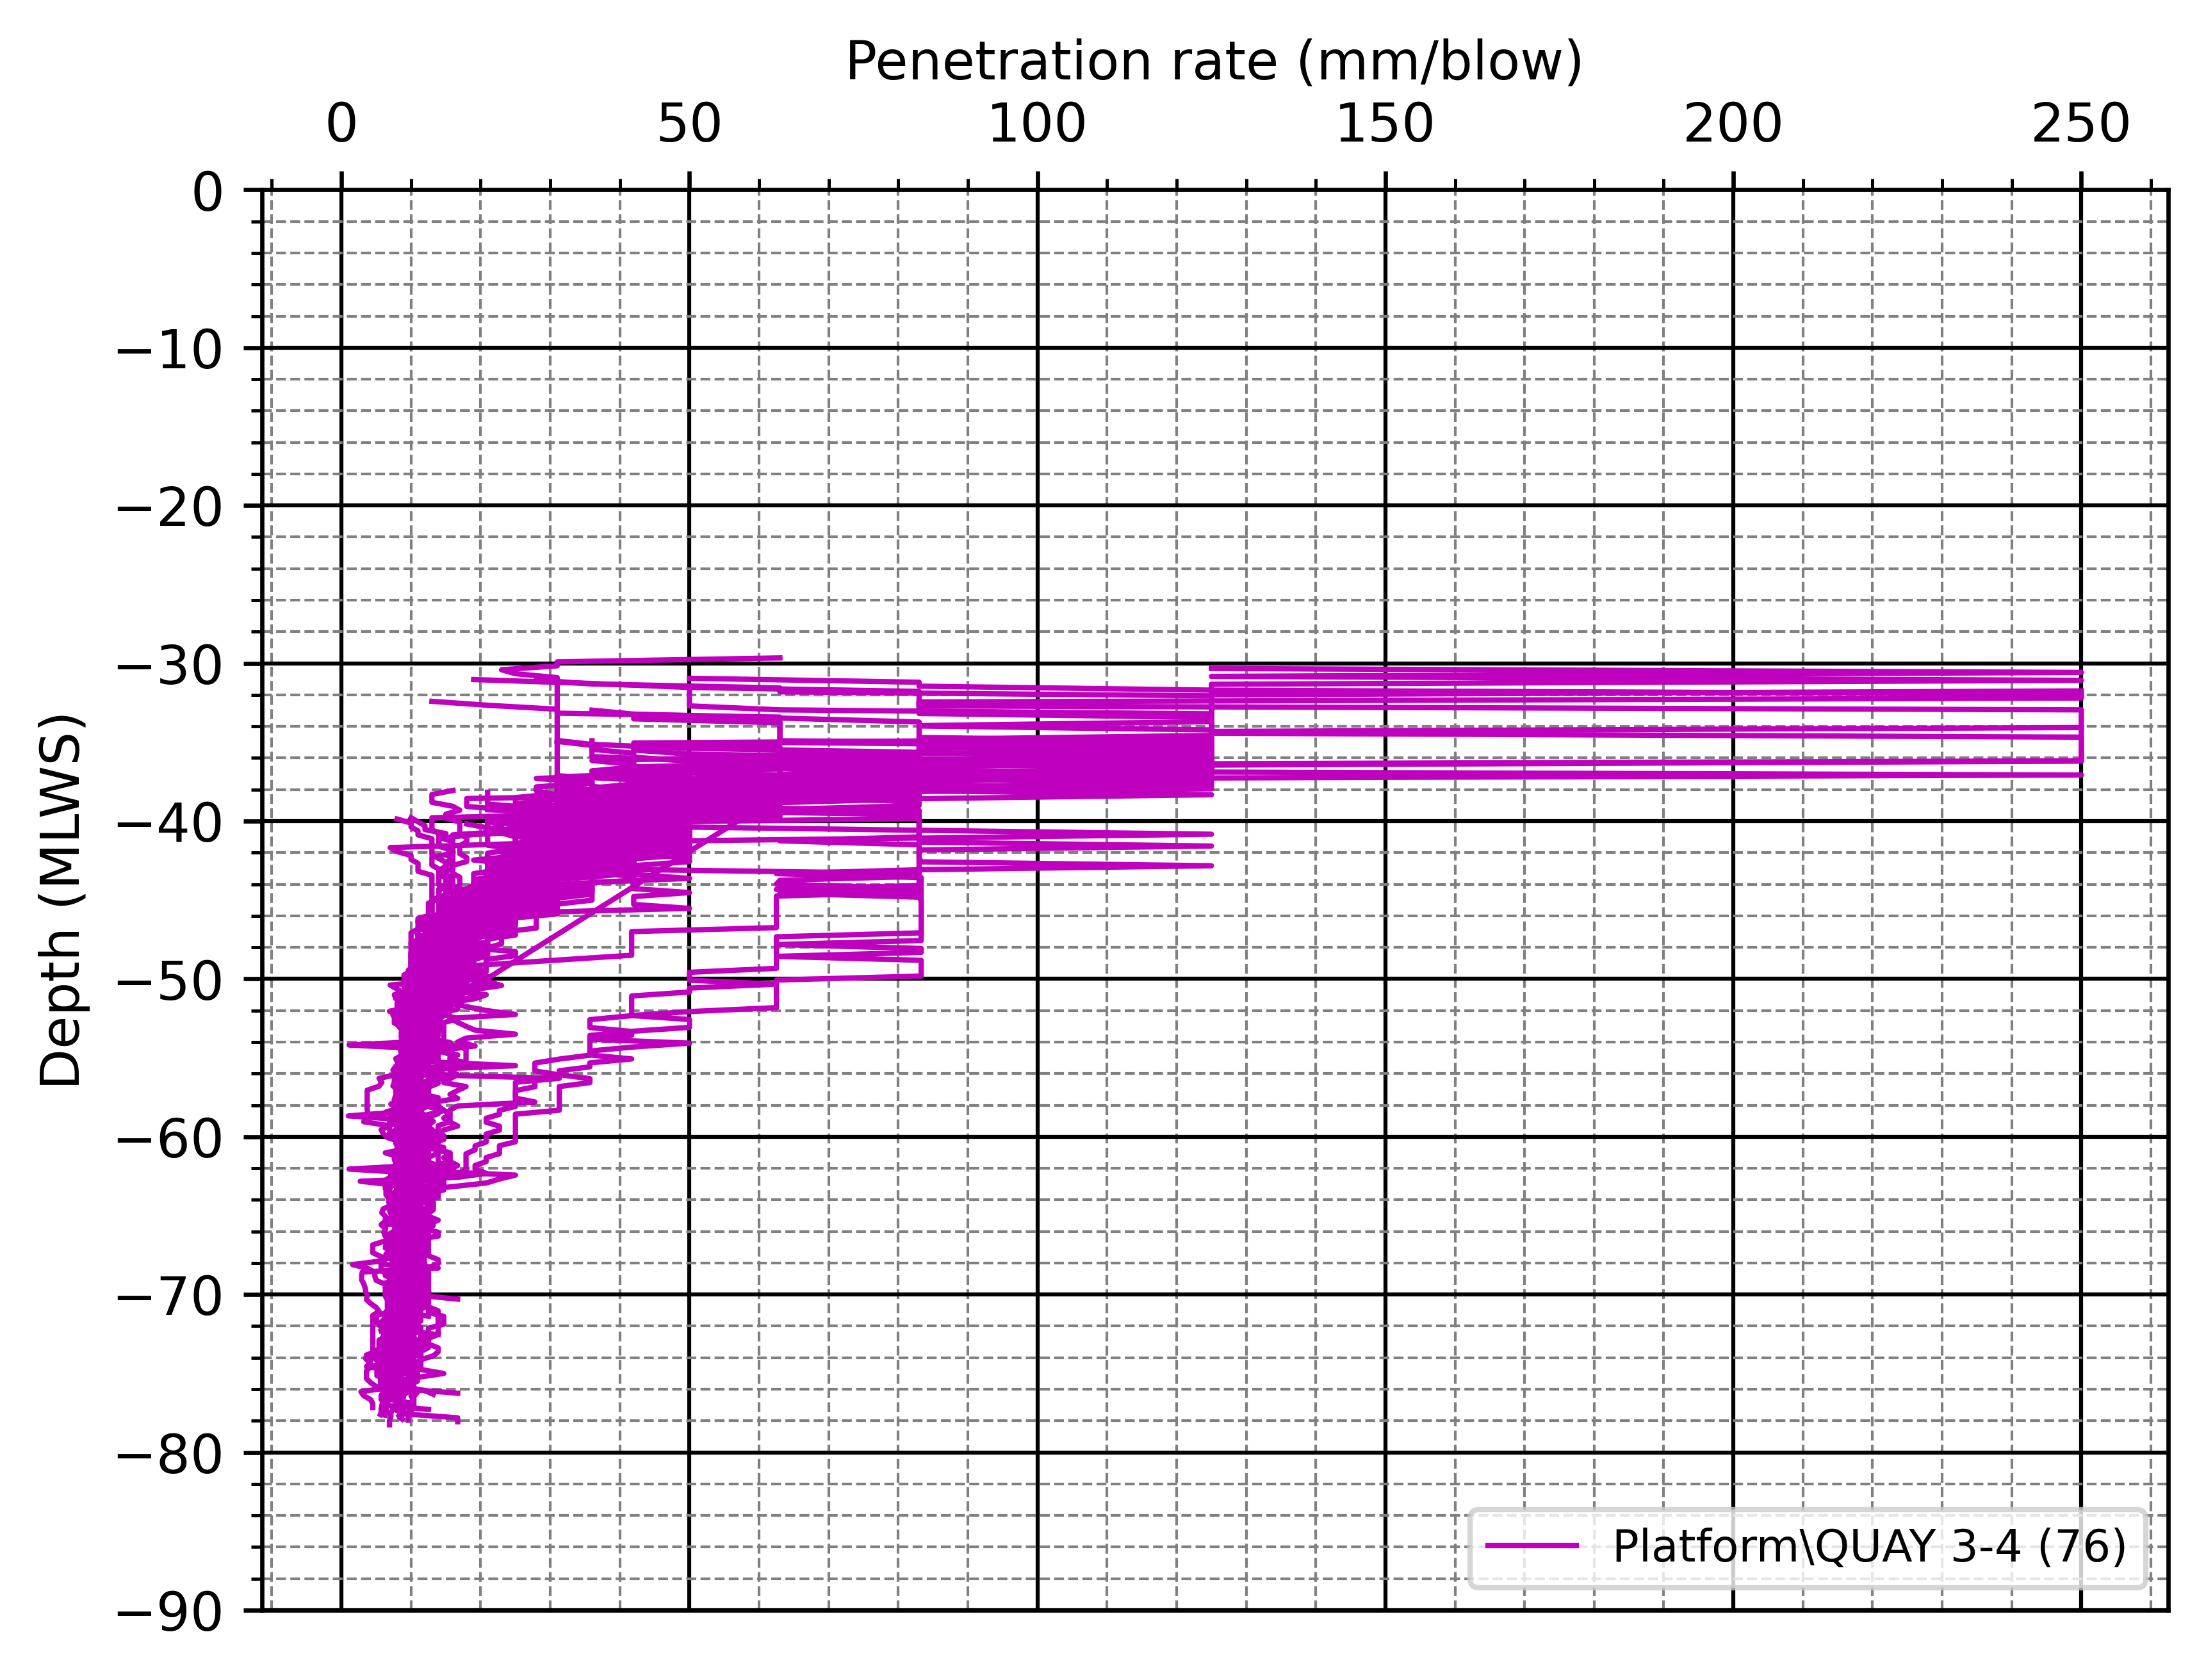 Penetration rate (mm/blow)
0 50 100 150 200 250
0
−10
−20
−30
−40
−50
−60
−70
−80
−90
Depth (MLWS)
Platform\QUAY 3-4 (76)